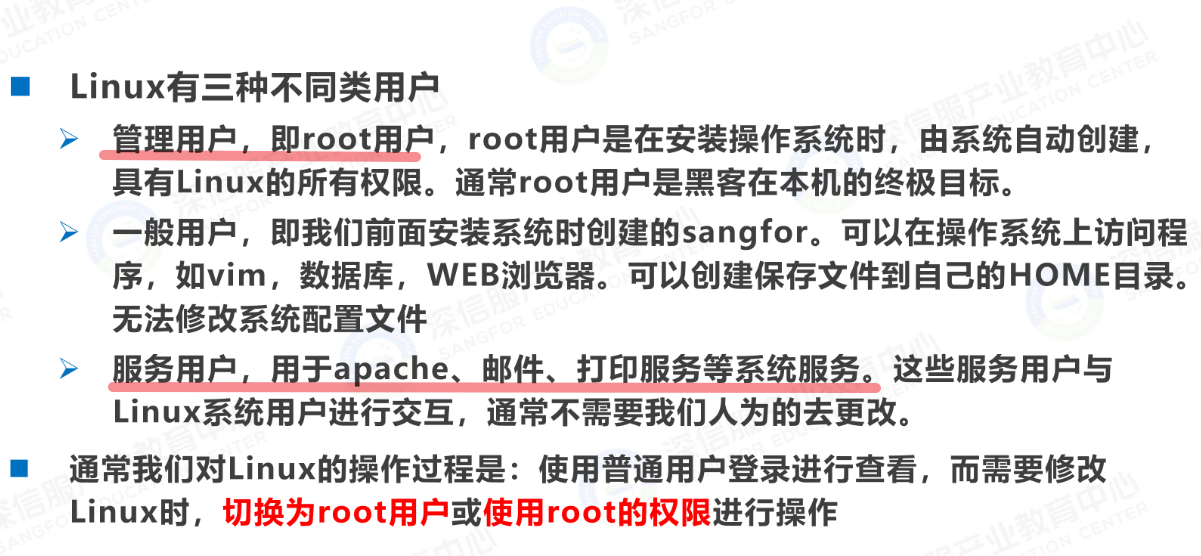 Linux有三种不同类用户
管理用户，即root用户，root用户是在安装操作系统时，由系统自动创建，
具有Linux的所有权限。通常root用户是黑客在本机的终极目标。
一般用户，即我们前面安装系统时创建的sangfor。可以在操作系统上访问程
序，如vim，数据库，WEB浏览器。可以创建保存文件到自己的HOME目录。
无法修改系统配置文件
服务用户，用于apache、邮件、打印服务等系统服务。这些服务用户与
Linux系统用户进行交互，通常不需要我们人为的去更改。
通常我们对Linux的操作过程是：使用普通用户登录进行查看，而需要修改
Linux时，切换为root用户或使用root的权限进行操作
深信服产业教育中心
SANGFOR EDUCATION CENTER